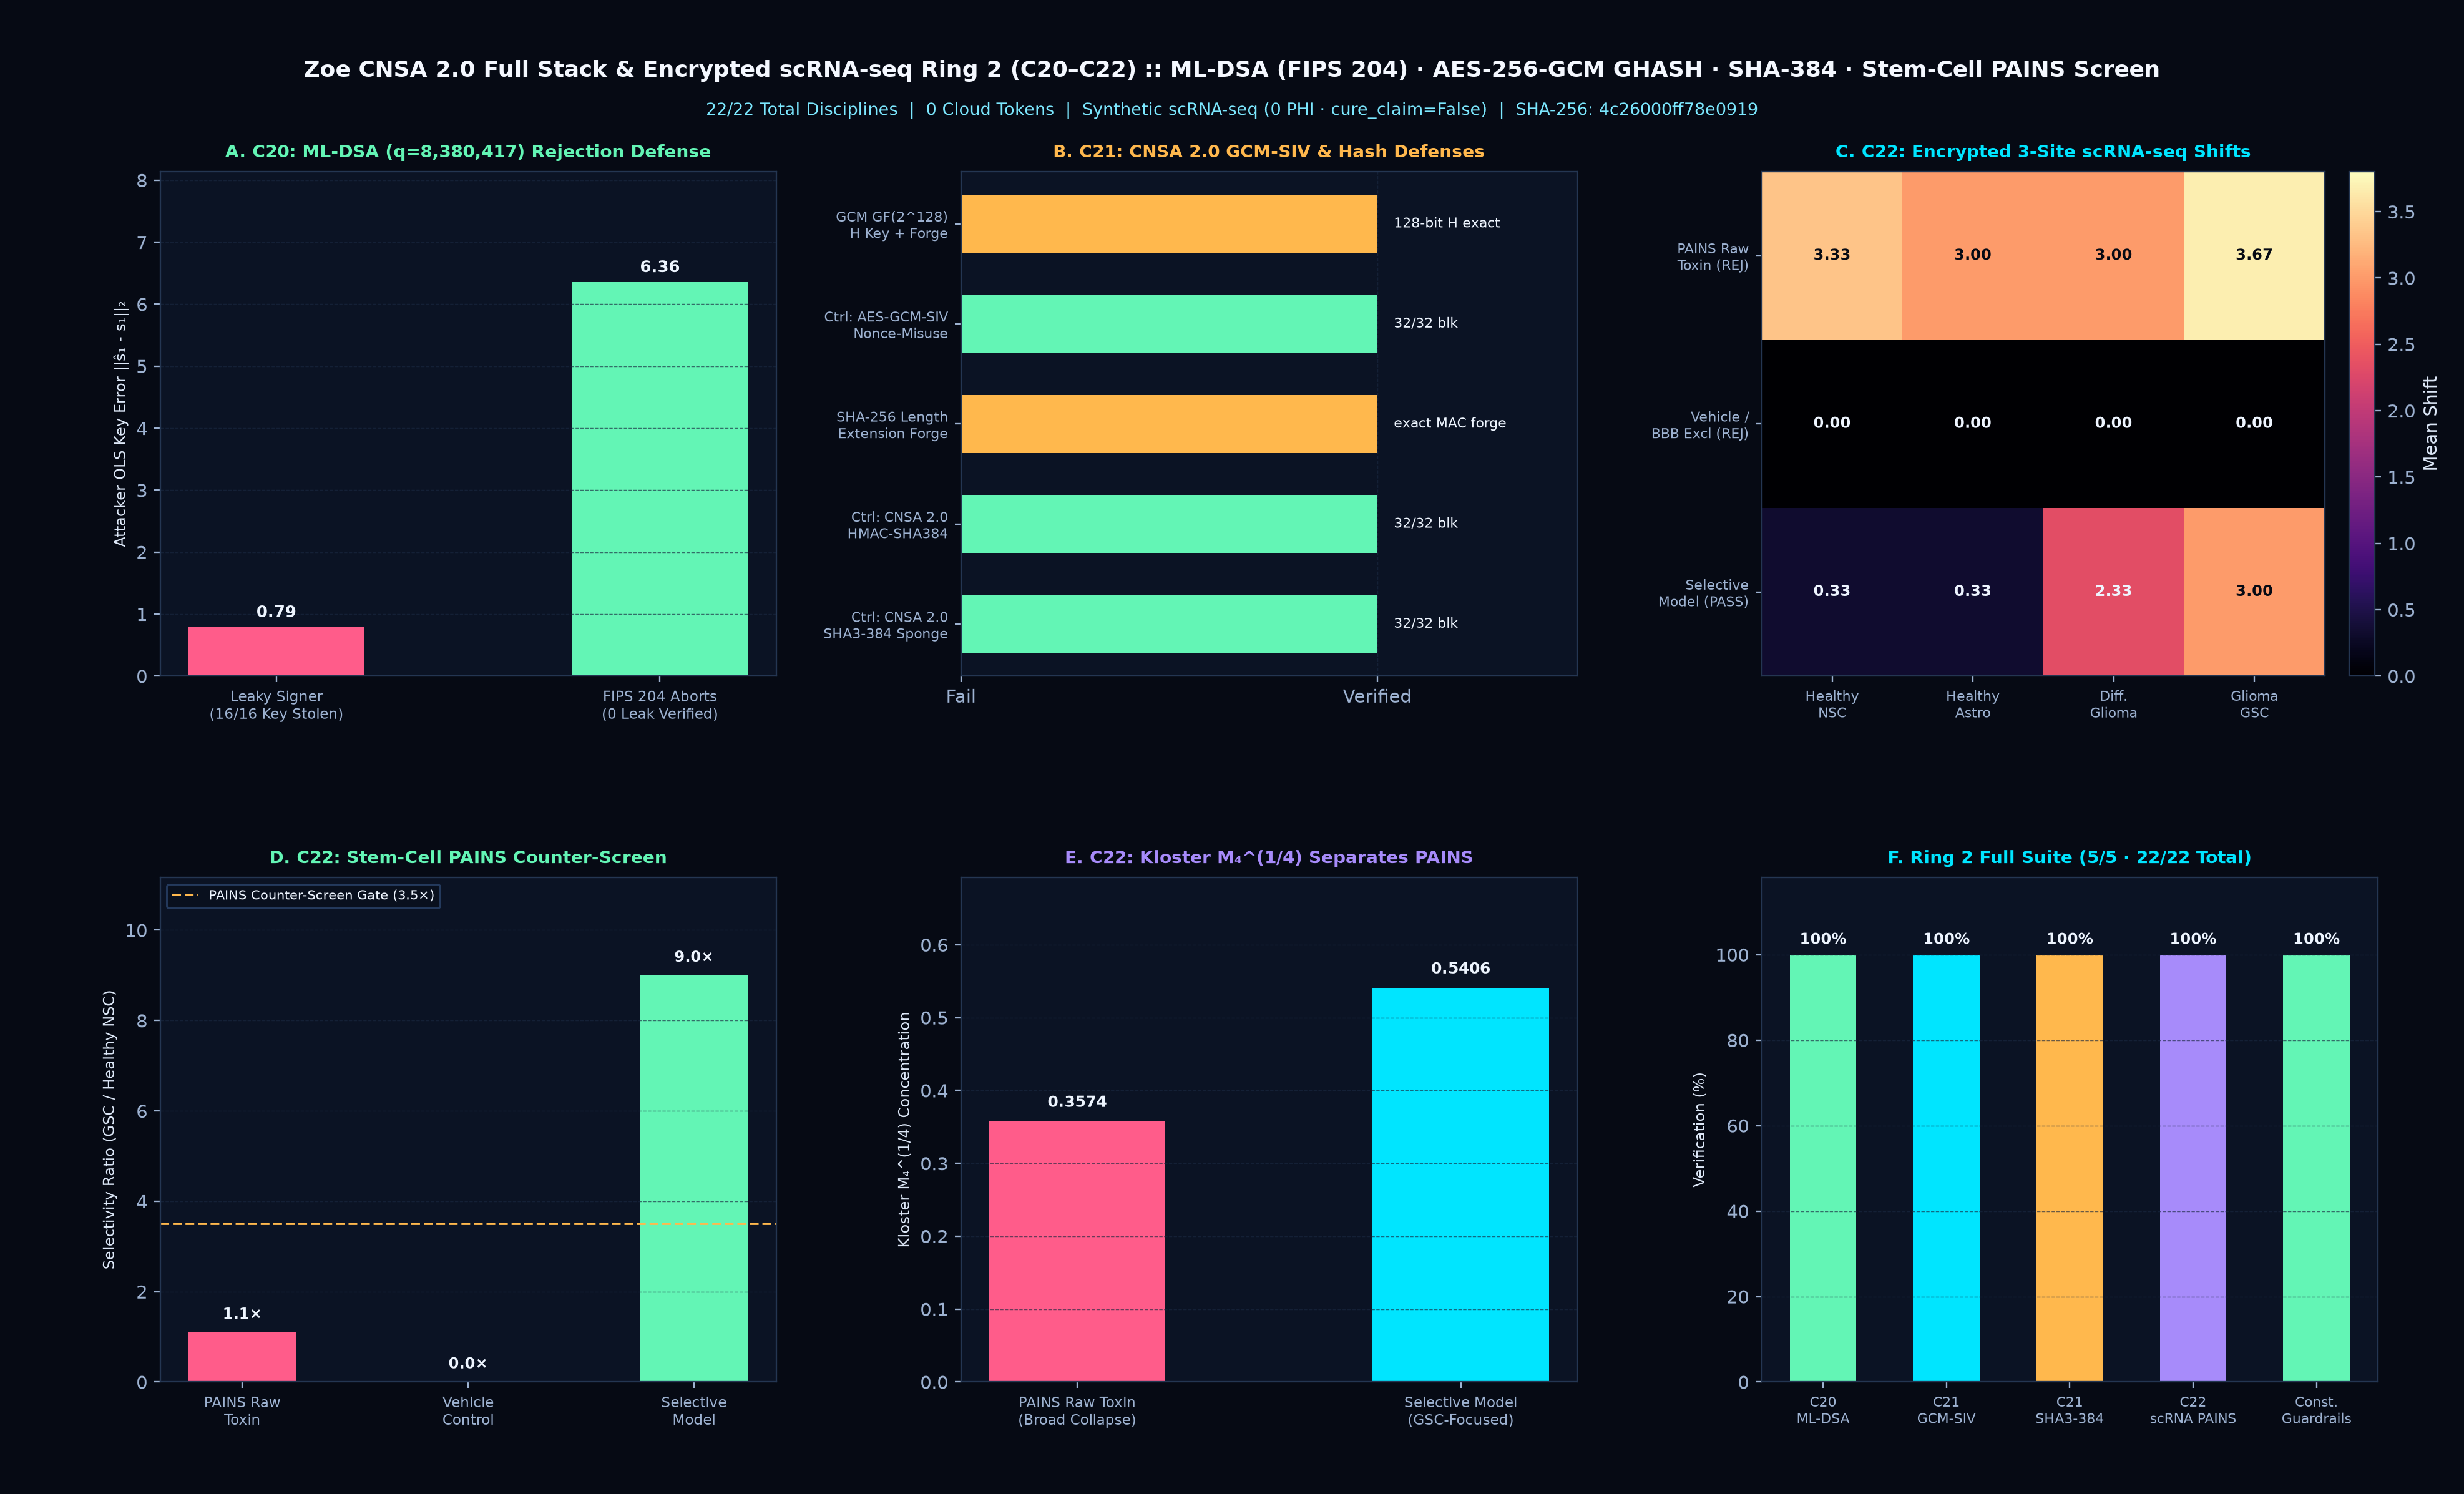 Zoe CNSA 2.0 Full Stack & Encrypted scRNA-seq Ring 2 (C20–C22) :: ML-DSA (FIPS 204) · AES-256-GCM GHASH · SHA-384 · Stem-Cell PAINS Screen
22/22 Total Disciplines | 0 Cloud Tokens | Synthetic scRNA-seq (0 PHI · cure_claim=False) | SHA-256: 4c26000ff78e0919
A. C20: ML-DSA (q=8,380,417) Rejection Defense
Attacker OLS Key Error ||ŝ₁ - s₁||₂
8
7
6
5
4
3
2
1
0
0.79
6.36
Leaky Signer
(16/16 Key Stolen)
FIPS 204 Aborts
(0 Leak Verified)
B. C21: CNSA 2.0 GCM-SIV & Hash Defenses
GCM GF(2^128)
H Key + Forge
128-bit H exact
Ctrl: AES-GCM-SIV
Nonce-Misuse
32/32 blk
SHA-256 Length
Extension Forge
exact MAC forge
Ctrl: CNSA 2.0
HMAC-SHA384
32/32 blk
Ctrl: CNSA 2.0
SHA3-384 Sponge
32/32 blk
Fail
Verified
C. C22: Encrypted 3-Site scRNA-seq Shifts
PAINS Raw
Toxin (REJ)
3.33 3.00 3.00 3.67
Vehicle /
BBB Excl (REJ)
0.00 0.00 0.00 0.00
Selective
Model (PASS)
0.33 0.33 2.33 3.00
Healthy
NSC
Healthy
Astro
Diff.
Glioma
Glioma
GSC
3.5
3.0
2.5
2.0
1.5
1.0
0.5
0.0
Mean Shift
D. C22: Stem-Cell PAINS Counter-Screen
PAINS Counter-Screen Gate (3.5×)
Selectivity Ratio (GSC / Healthy NSC)
10
8
6
4
2
0
1.1×
0.0×
9.0×
PAINS Raw
Toxin
Vehicle
Control
Selective
Model
E. C22: Kloster M₄^(1/4) Separates PAINS
Kloster M₄^(1/4) Concentration
0.6
0.5
0.4
0.3
0.2
0.1
0.0
0.3574
0.5406
PAINS Raw Toxin
(Broad Collapse)
Selective Model
(GSC-Focused)
F. Ring 2 Full Suite (5/5 · 22/22 Total)
Verification (%)
100
80
60
40
20
0
100% 100% 100% 100% 100%
C20
ML-DSA
C21
GCM-SIV
C21
SHA3-384
C22
scRNA PAINS
Const.
Guardrails